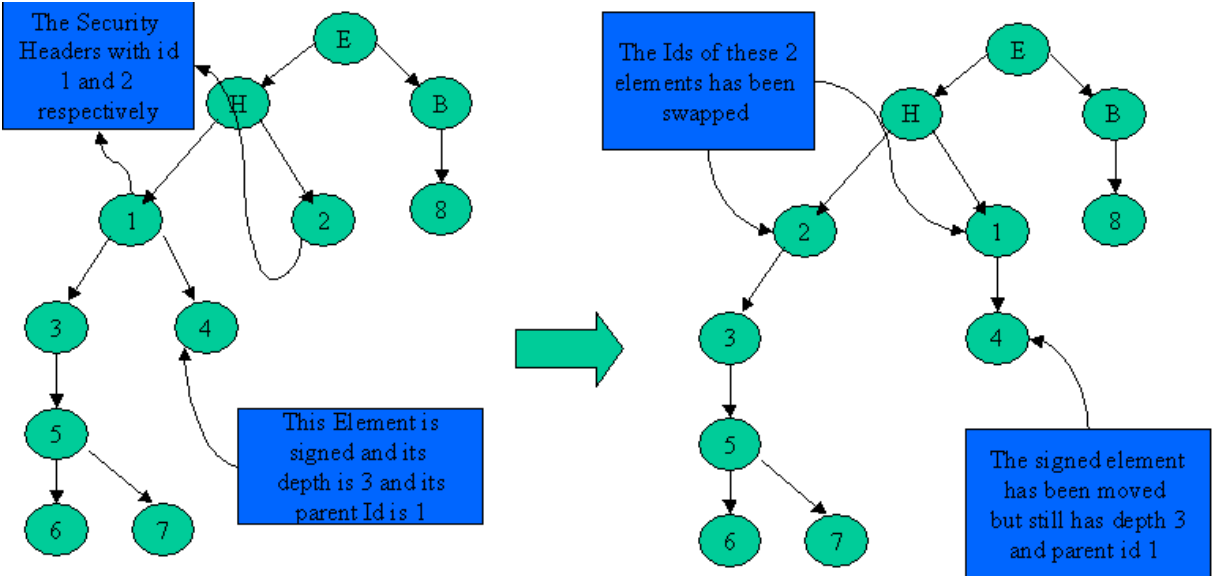 The Security
Headers with id
1 and 2
respectively
E
H
B
1
2
8
3
4
5
6
7
This Element is
signed and its
depth is 3 and its
parent Id is 1
The Ids of these 2
elements has been
swapped
E
H
B
2
1
8
3
4
5
6
7
The signed element
has been moved
but still has depth 3
and parent id 1